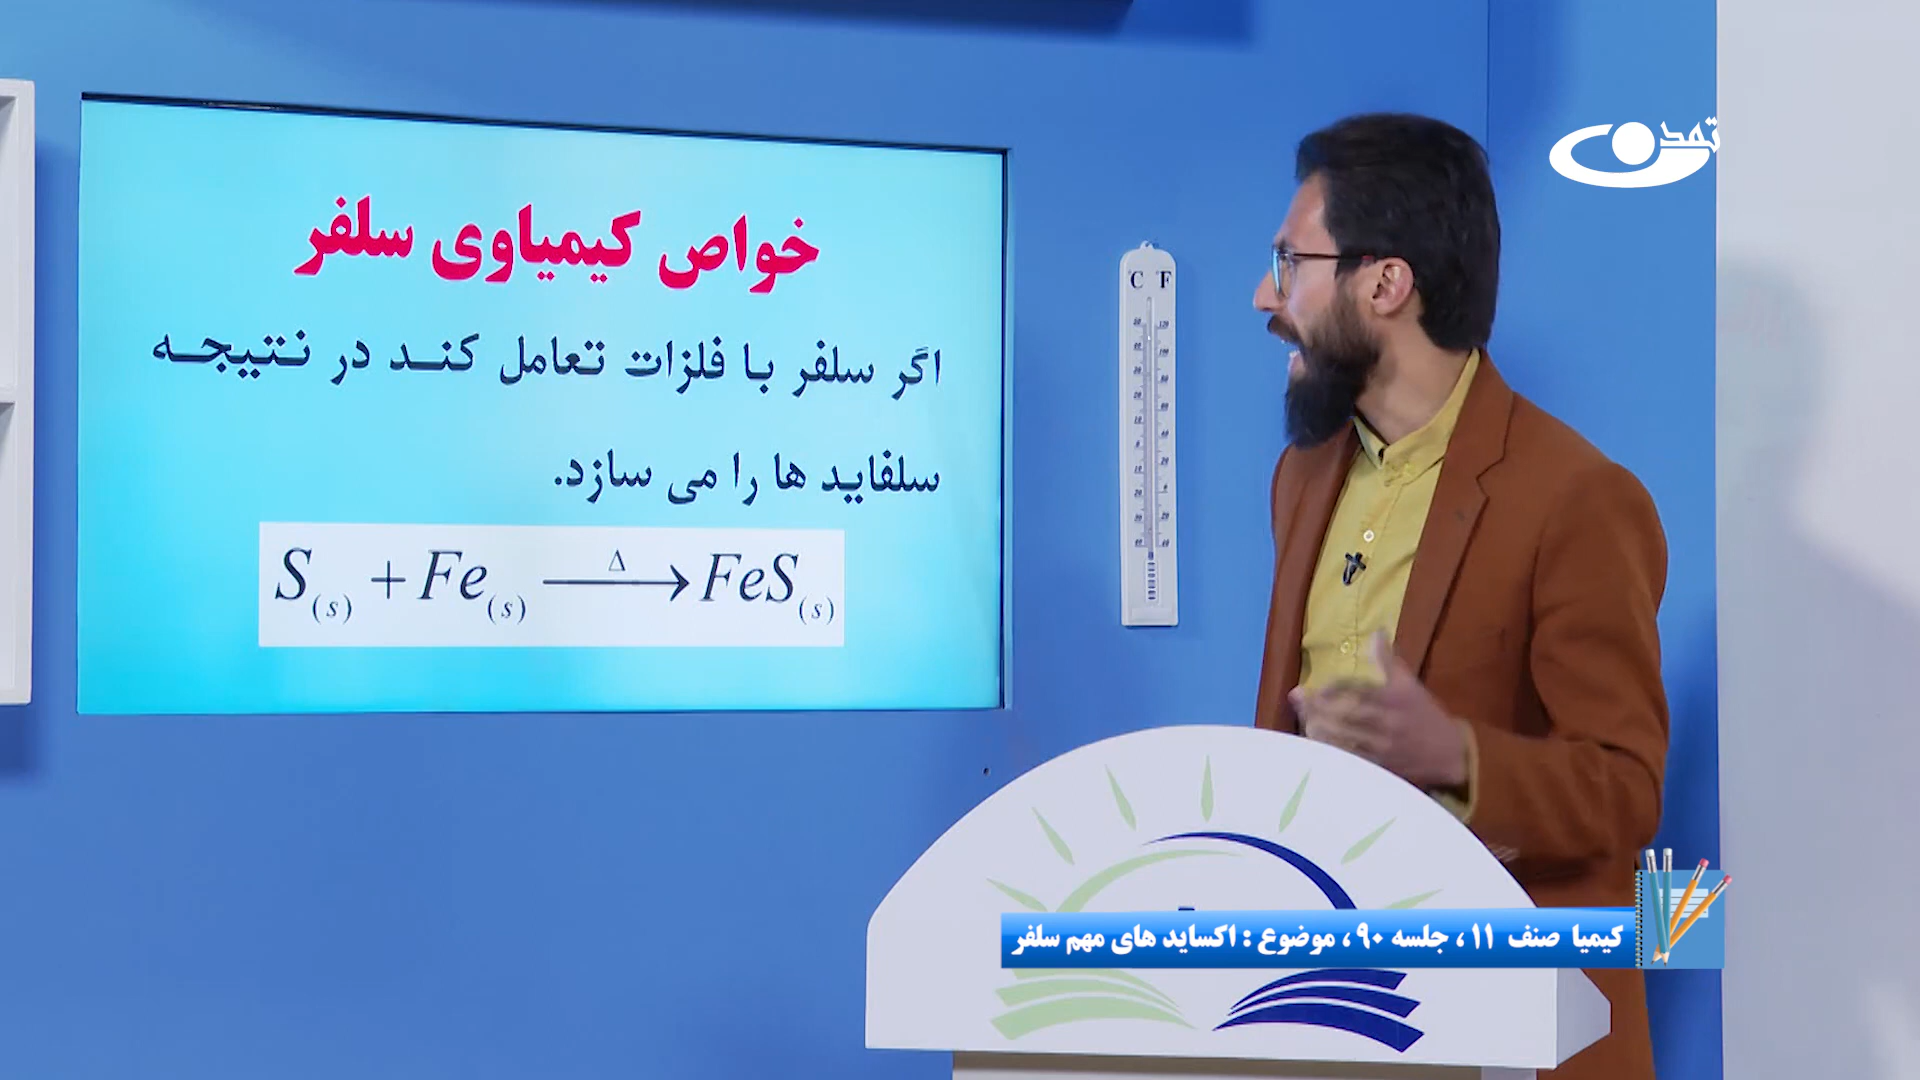 خواص کیمیاوی سلفر
اگر سلفر با فلزات تعامل کند در نتیجه
سلفاید ها را می سازد.
S(s) + Fe(s) —Δ→ FeS(s)
تمدن
C F
کیمیا صنف ۱۱، جلسه ۹۰، موضوع : اکساید های مهم سلفر